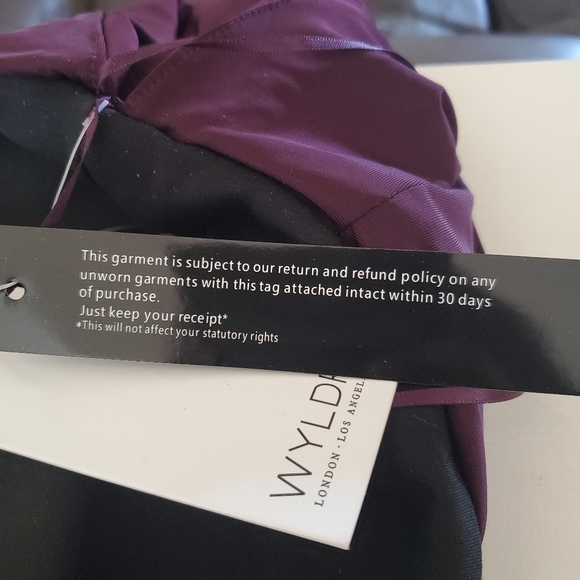 This garment is subject to our return and refund policy on any
unworn garments with this tag attached intact within 30 days
of purchase.
Just keep your receipt*
*This will not affect your statutory rights
LONDON · LOS ANGEL